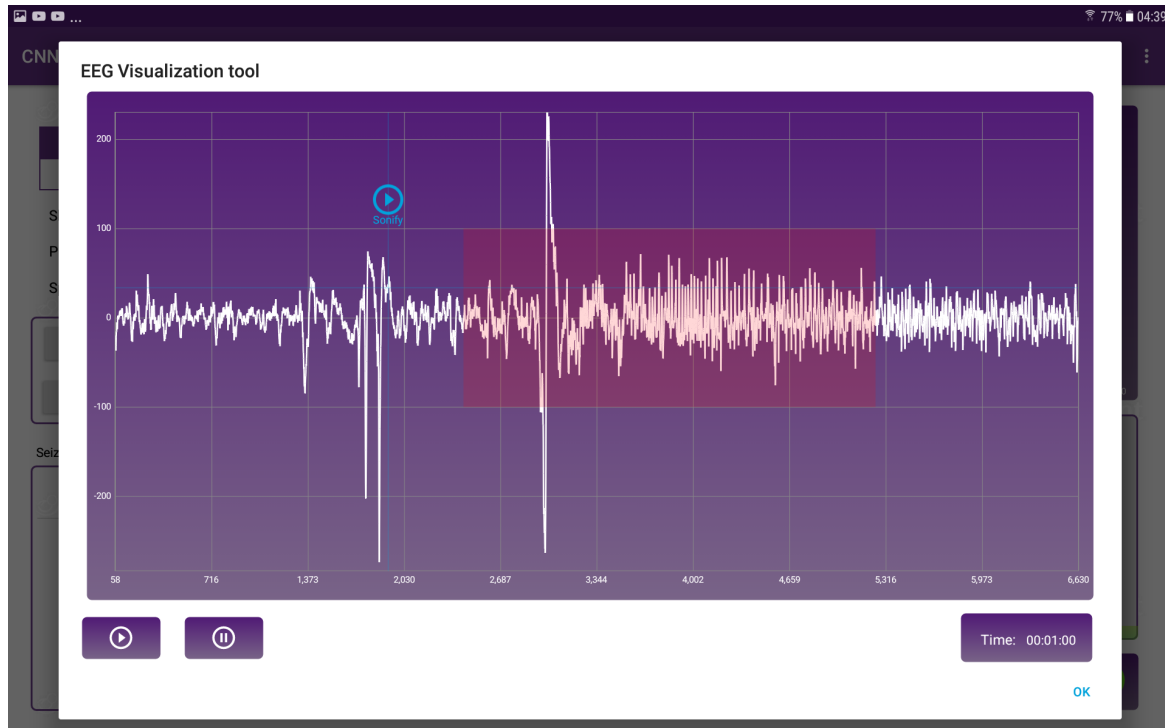 ... 77% 04:39
CNN
EEG Visualization tool
200
Sonify
100
0
-100
-200
58 716 1,373 2,030 2,687 3,344 4,002 4,659 5,316 5,973 6,630
S
P
S
Seiz
Time: 00:01:00
OK